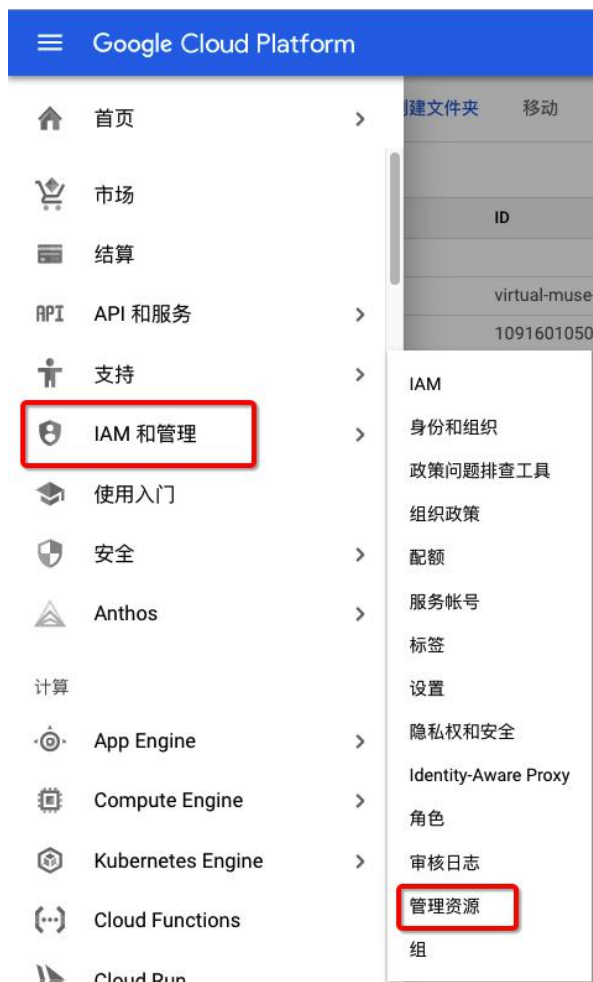 Google Cloud Platform
首页
建文件夹 移动
市场
ID
结算
virtual-muse
API API 和服务
1091601050
支持
IAM
IAM 和管理
身份和组织
政策问题排查工具
使用入门
组织政策
安全
配额
服务帐号
Anthos
标签
计算
设置
隐私权和安全
App Engine
Identity-Aware Proxy
Compute Engine
角色
Kubernetes Engine
审核日志
管理资源
Cloud Functions
组
Cloud Run